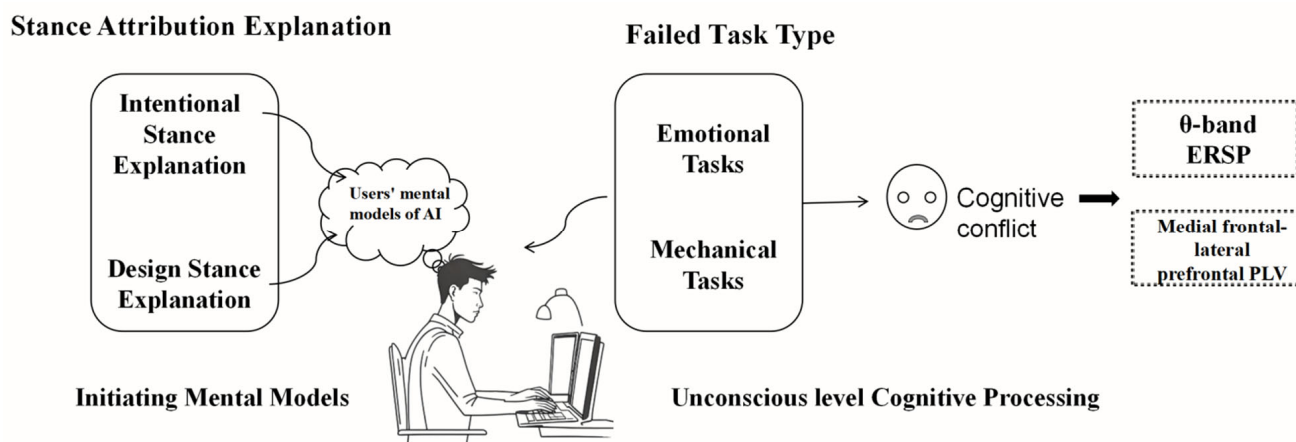 Stance Attribution Explanation
Intentional
Stance
Explanation
Design Stance
Explanation
Users' mental
models of AI
Initiating Mental Models
Failed Task Type
Emotional
Tasks
Mechanical
Tasks
Cognitive
conflict
θ-band
ERSP
Medial frontal-
lateral
prefrontal PLV
Unconscious level Cognitive Processing